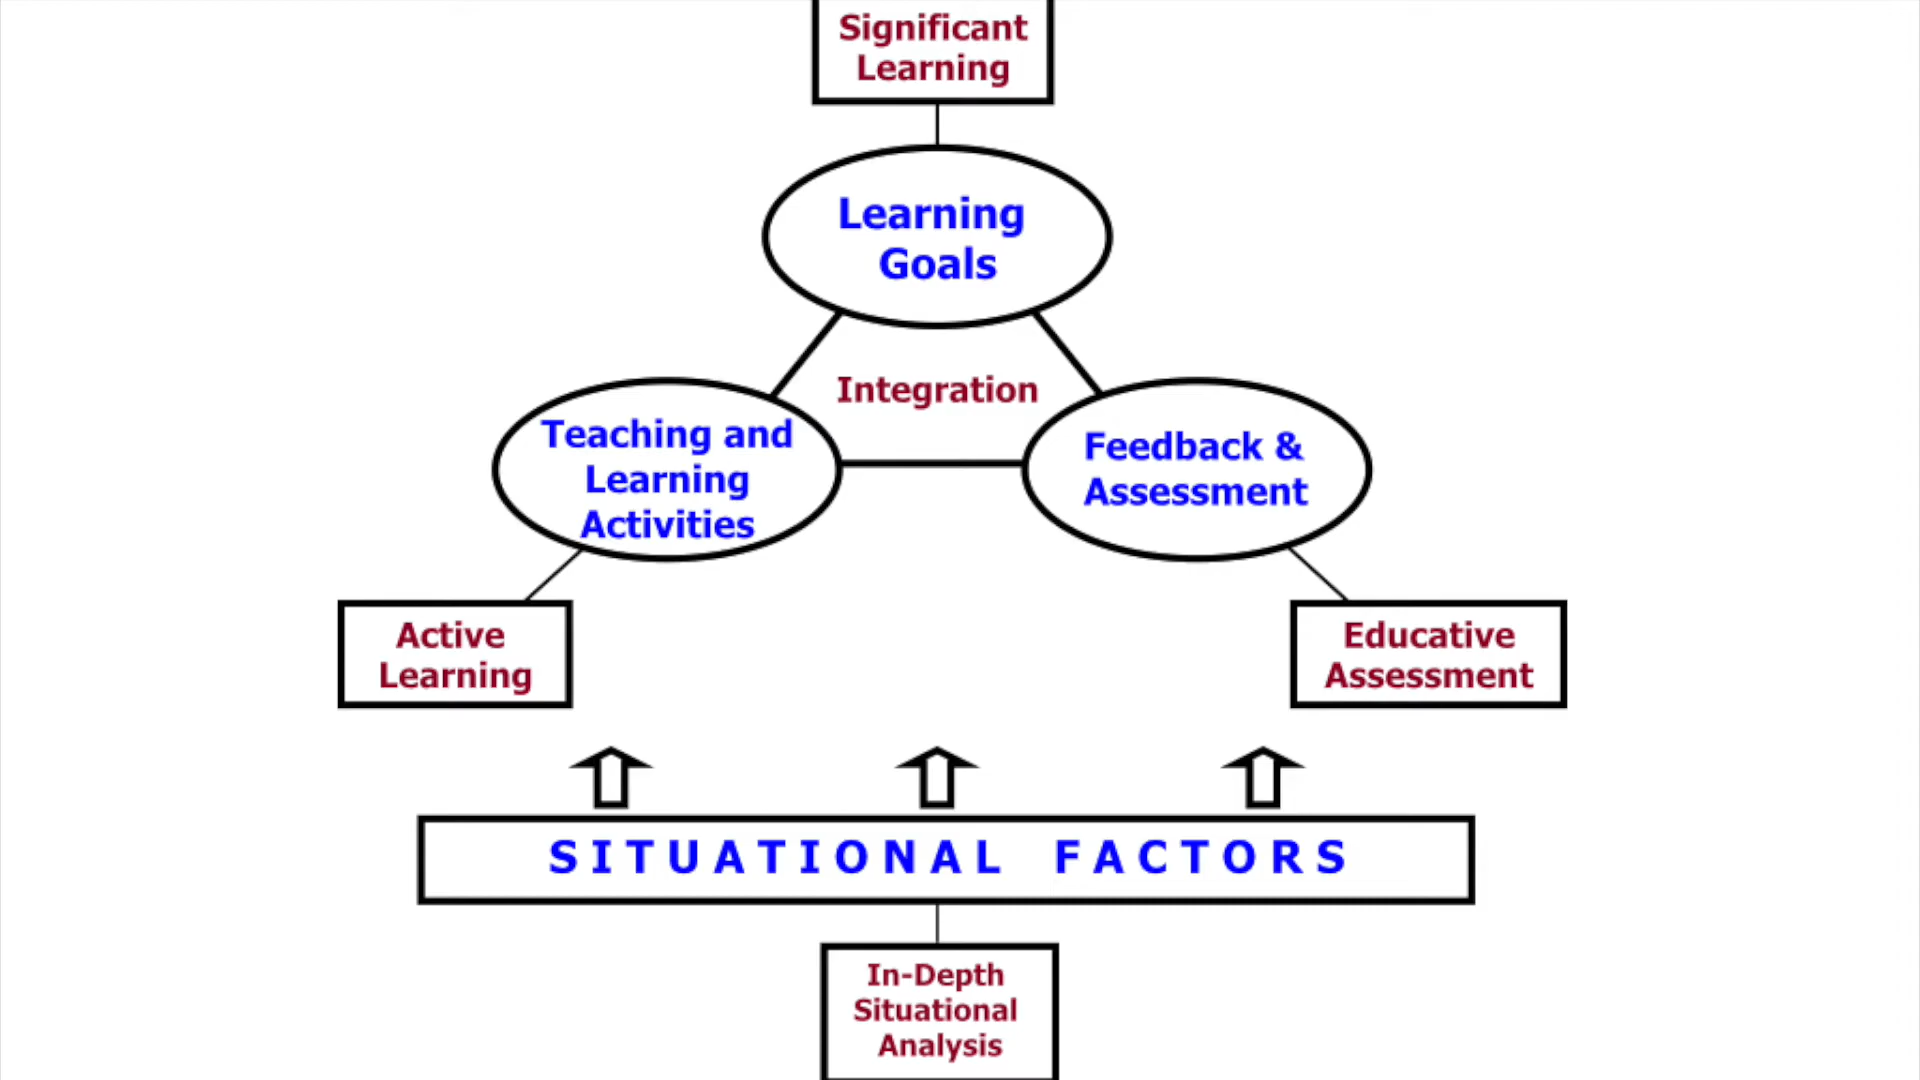 Significant
Learning
Learning
Goals
Integration
Teaching and
Learning
Activities
Feedback &
Assessment
Active
Learning
Educative
Assessment
SITUATIONAL FACTORS
In-Depth
Situational
Analysis